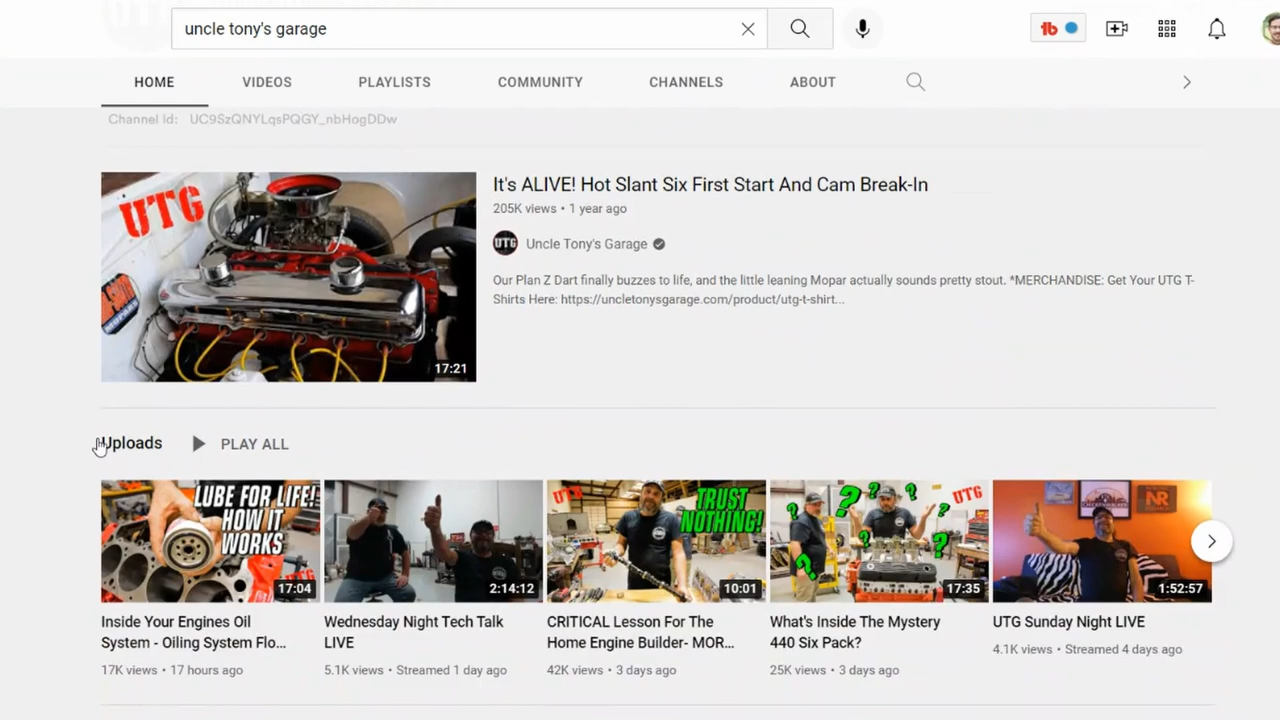 uncle tony's garage
tb
HOME VIDEOS PLAYLISTS COMMUNITY CHANNELS ABOUT
Channel Id: UC9SzQNYLqsPQGY_nbHogDDw
UTG
17:21
It's ALIVE! Hot Slant Six First Start And Cam Break-In
205K views • 1 year ago
UTG Uncle Tony's Garage
Our Plan Z Dart finally buzzes to life, and the little leaning Mopar actually sounds pretty stout. *MERCHANDISE: Get Your UTG T-
Shirts Here: https://uncletonysgarage.com/product/utg-t-shirt...
Uploads PLAY ALL
LUBE FOR LIFE!
HOW IT
WORKS
17:04
Inside Your Engines Oil
System - Oiling System Flo...
17K views • 17 hours ago
2:14:12
Wednesday Night Tech Talk
LIVE
5.1K views • Streamed 1 day ago
UTG
TRUST
NOTHING!
10:01
CRITICAL Lesson For The
Home Engine Builder- MOR...
42K views • 3 days ago
? ? ? ? ? ? ?
UTG
17:35
What's Inside The Mystery
440 Six Pack?
25K views • 3 days ago
NR
1:52:57
UTG Sunday Night LIVE
4.1K views • Streamed 4 days ago